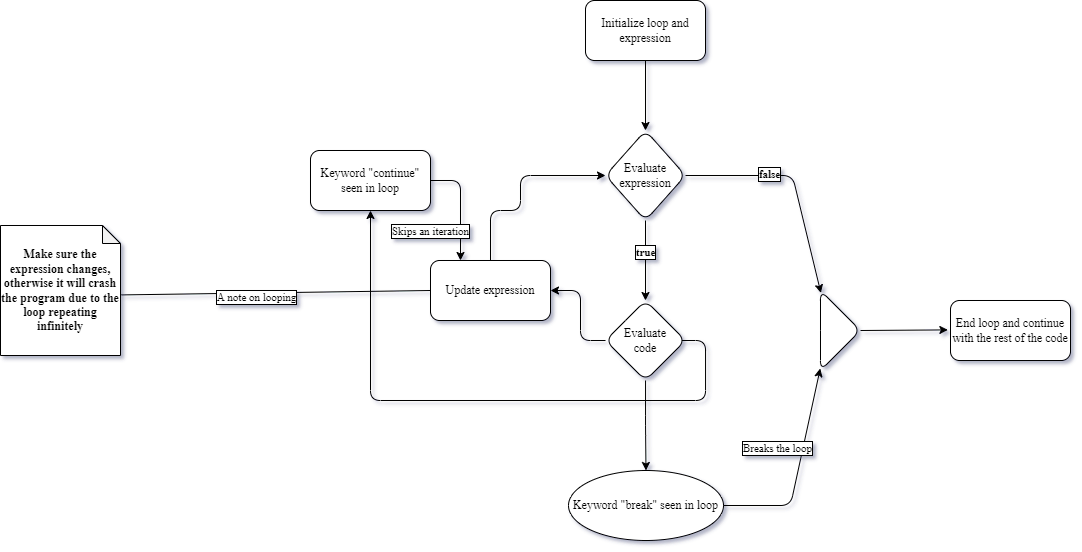 Initialize loop and
expression
Evaluate
expression
false
Keyword "continue"
seen in loop
Skips an iteration
true
Make sure the
expression changes,
otherwise it will crash
the program due to the
loop repeating
infinitely
A note on looping
Update expression
Evaluate
code
End loop and continue
with the rest of the code
Breaks the loop
Keyword "break" seen in loop